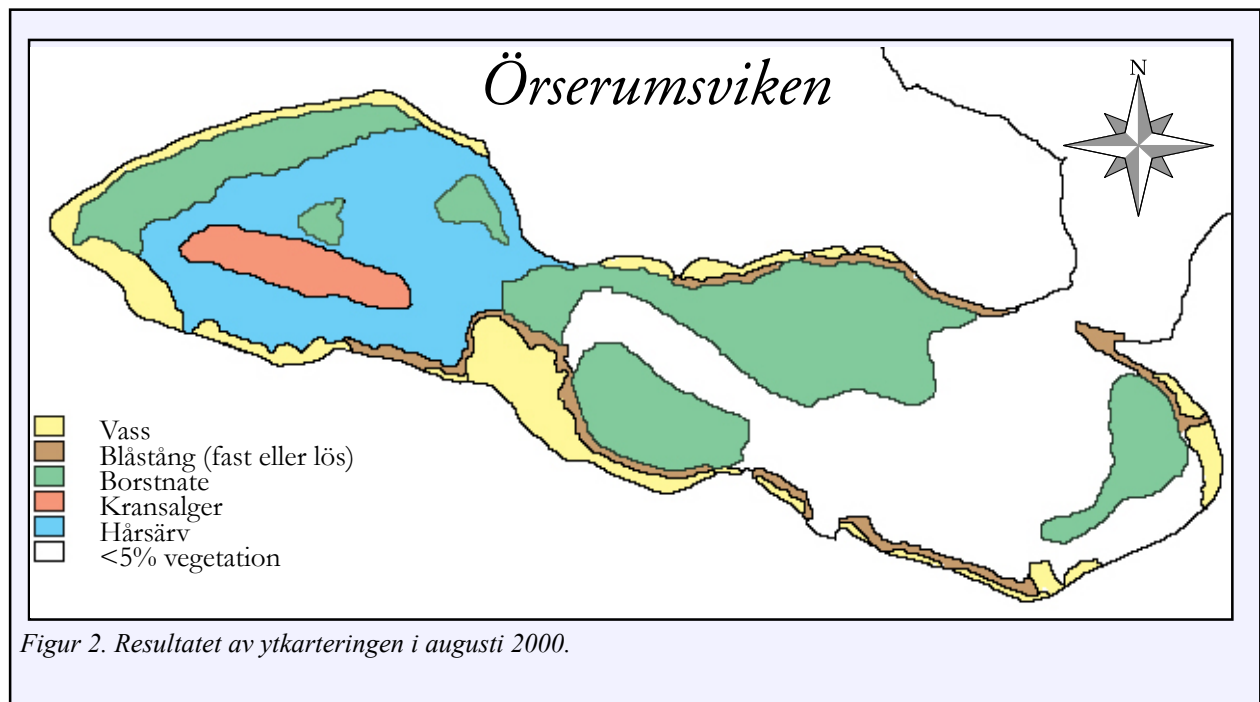 Örserumsviken
N
Vass
Blåstång (fast eller lös)
Borstnate
Kransalger
Hårsärv
<5% vegetation
Figur 2. Resultatet av ytkarteringen i augusti 2000.